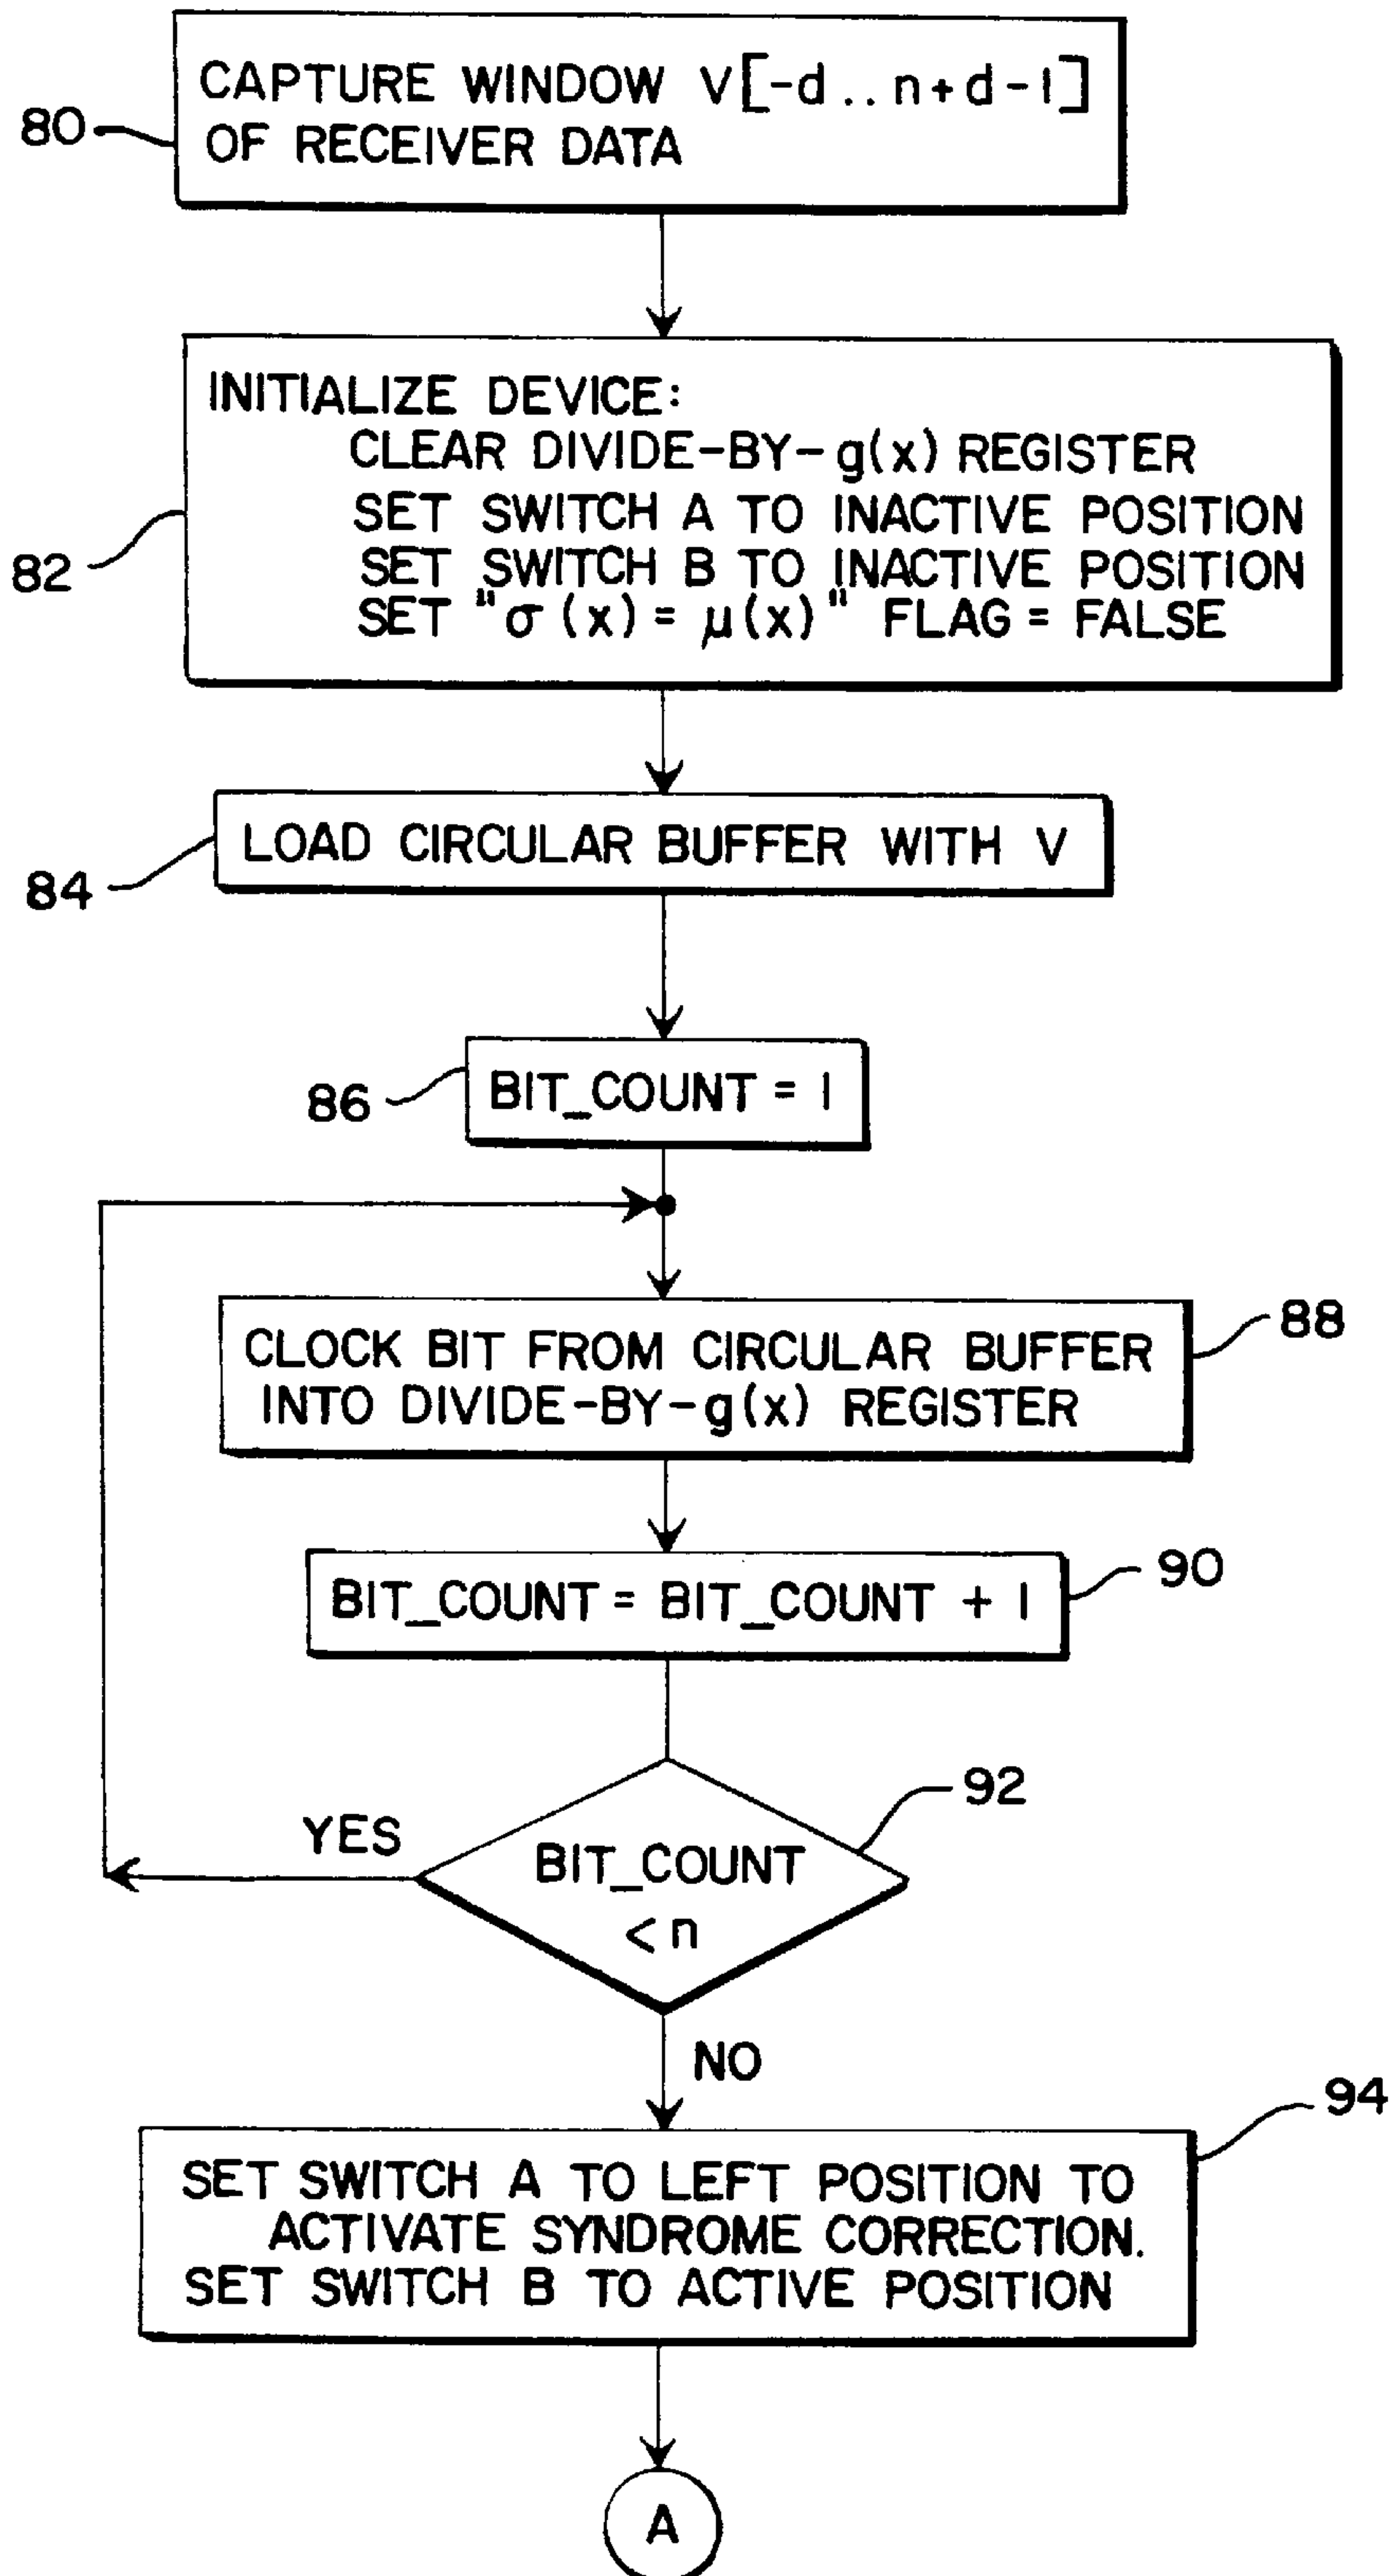 80
CAPTURE WINDOW V[-d .. n+d-1]
OF RECEIVER DATA
82
INITIALIZE DEVICE:
CLEAR DIVIDE-BY-g(x) REGISTER
SET SWITCH A TO INACTIVE POSITION
SET SWITCH B TO INACTIVE POSITION
SET "σ(x) = μ(x)" FLAG = FALSE
84
LOAD CIRCULAR BUFFER WITH V
86
BIT_COUNT = 1
88
CLOCK BIT FROM CIRCULAR BUFFER
INTO DIVIDE-BY-g(x) REGISTER
90
BIT_COUNT = BIT_COUNT + 1
92
YES
BIT_COUNT
< n
NO
94
SET SWITCH A TO LEFT POSITION TO
ACTIVATE SYNDROME CORRECTION.
SET SWITCH B TO ACTIVE POSITION
A